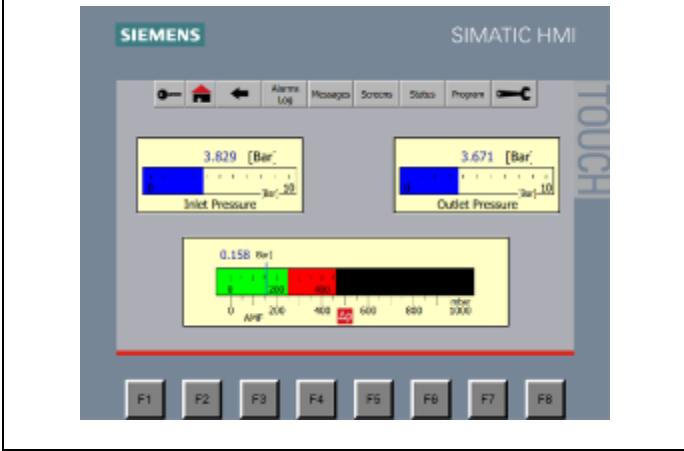 SIEMENS
SIMATIC HMI
TOUCH
Alarms Log
Messages
Screens
Status
Program
3.829 [Bar]
0
[Bar] 10
Inlet Pressure
3.671 [Bar]
0
[Bar] 10
Outlet Pressure
0.158 Bar]
0 200 400
0 200 400 600 800 1000
mbar
AMF
Δp
F1 F2 F3 F4 F5 F6 F7 F8